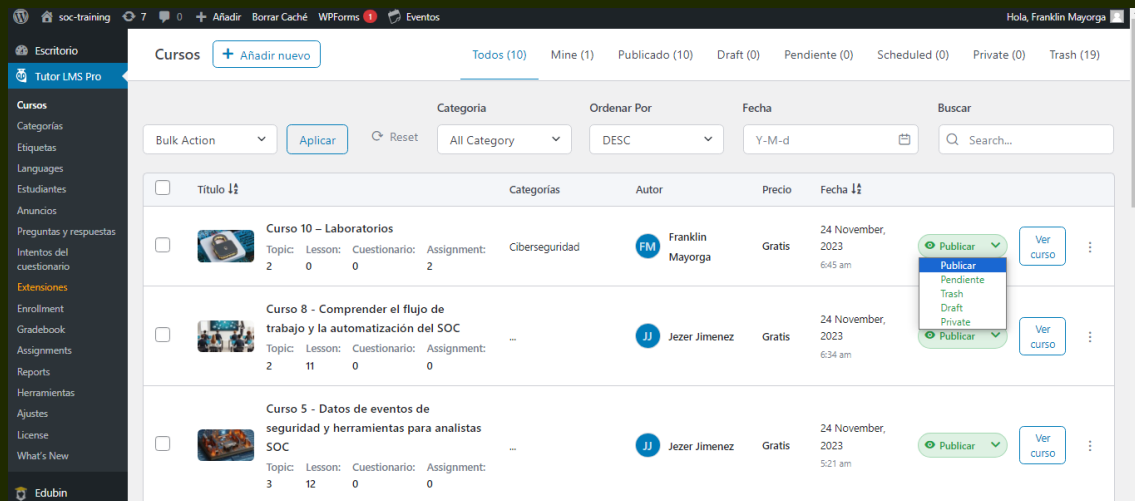 soc-training 7 0 + Añadir Borrar Caché WPForms 1 Eventos Hola, Franklin Mayorga
Escritorio
Tutor LMS Pro
Cursos
Categorías
Etiquetas
Languages
Estudiantes
Anuncios
Preguntas y respuestas
Intentos del
cuestionario
Extensiones
Enrollment
Gradebook
Assignments
Reports
Herramientas
Ajustes
License
What's New
Edubin
Cursos + Añadir nuevo Todos (10) Mine (1) Publicado (10) Draft (0) Pendiente (0) Scheduled (0) Private (0) Trash (19)
Categoria Ordenar Por Fecha Buscar
Bulk Action Aplicar Reset All Category DESC Y-M-d Search...
Título Categorías Autor Precio Fecha
Curso 10 – Laboratorios
Topic: Lesson: Cuestionario: Assignment:
2 0 0 2
Ciberseguridad
FM Franklin
Mayorga
Gratis
24 November,
2023
6:45 am
Publicar
Ver
curso
Publicar
Pendiente
Trash
Draft
Private
Curso 8 - Comprender el flujo de
trabajo y la automatización del SOC
Topic: Lesson: Cuestionario: Assignment:
2 11 0 0
...
JJ Jezer Jimenez
Gratis
24 November,
2023
6:34 am
Publicar
Ver
curso
Curso 5 - Datos de eventos de
seguridad y herramientas para analistas
SOC
Topic: Lesson: Cuestionario: Assignment:
3 12 0 0
...
JJ Jezer Jimenez
Gratis
24 November,
2023
5:21 am
Publicar
Ver
curso